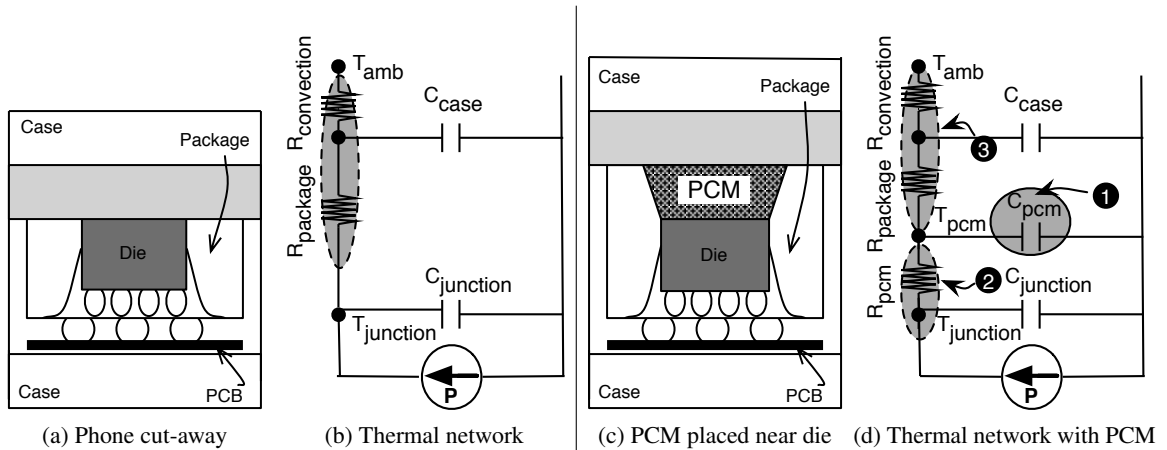 Case
Package
Die
PCB
Case
(a) Phone cut-away
T_amb
R_convection
C_case
R_package
C_junction
T_junction
P
(b) Thermal network
Case
Package
PCM
Die
PCB
Case
(c) PCM placed near die
T_amb
R_convection
C_case
3
R_package
T_pcm
C_pcm
1
R_pcm
2
C_junction
T_junction
P
(d) Thermal network with PCM